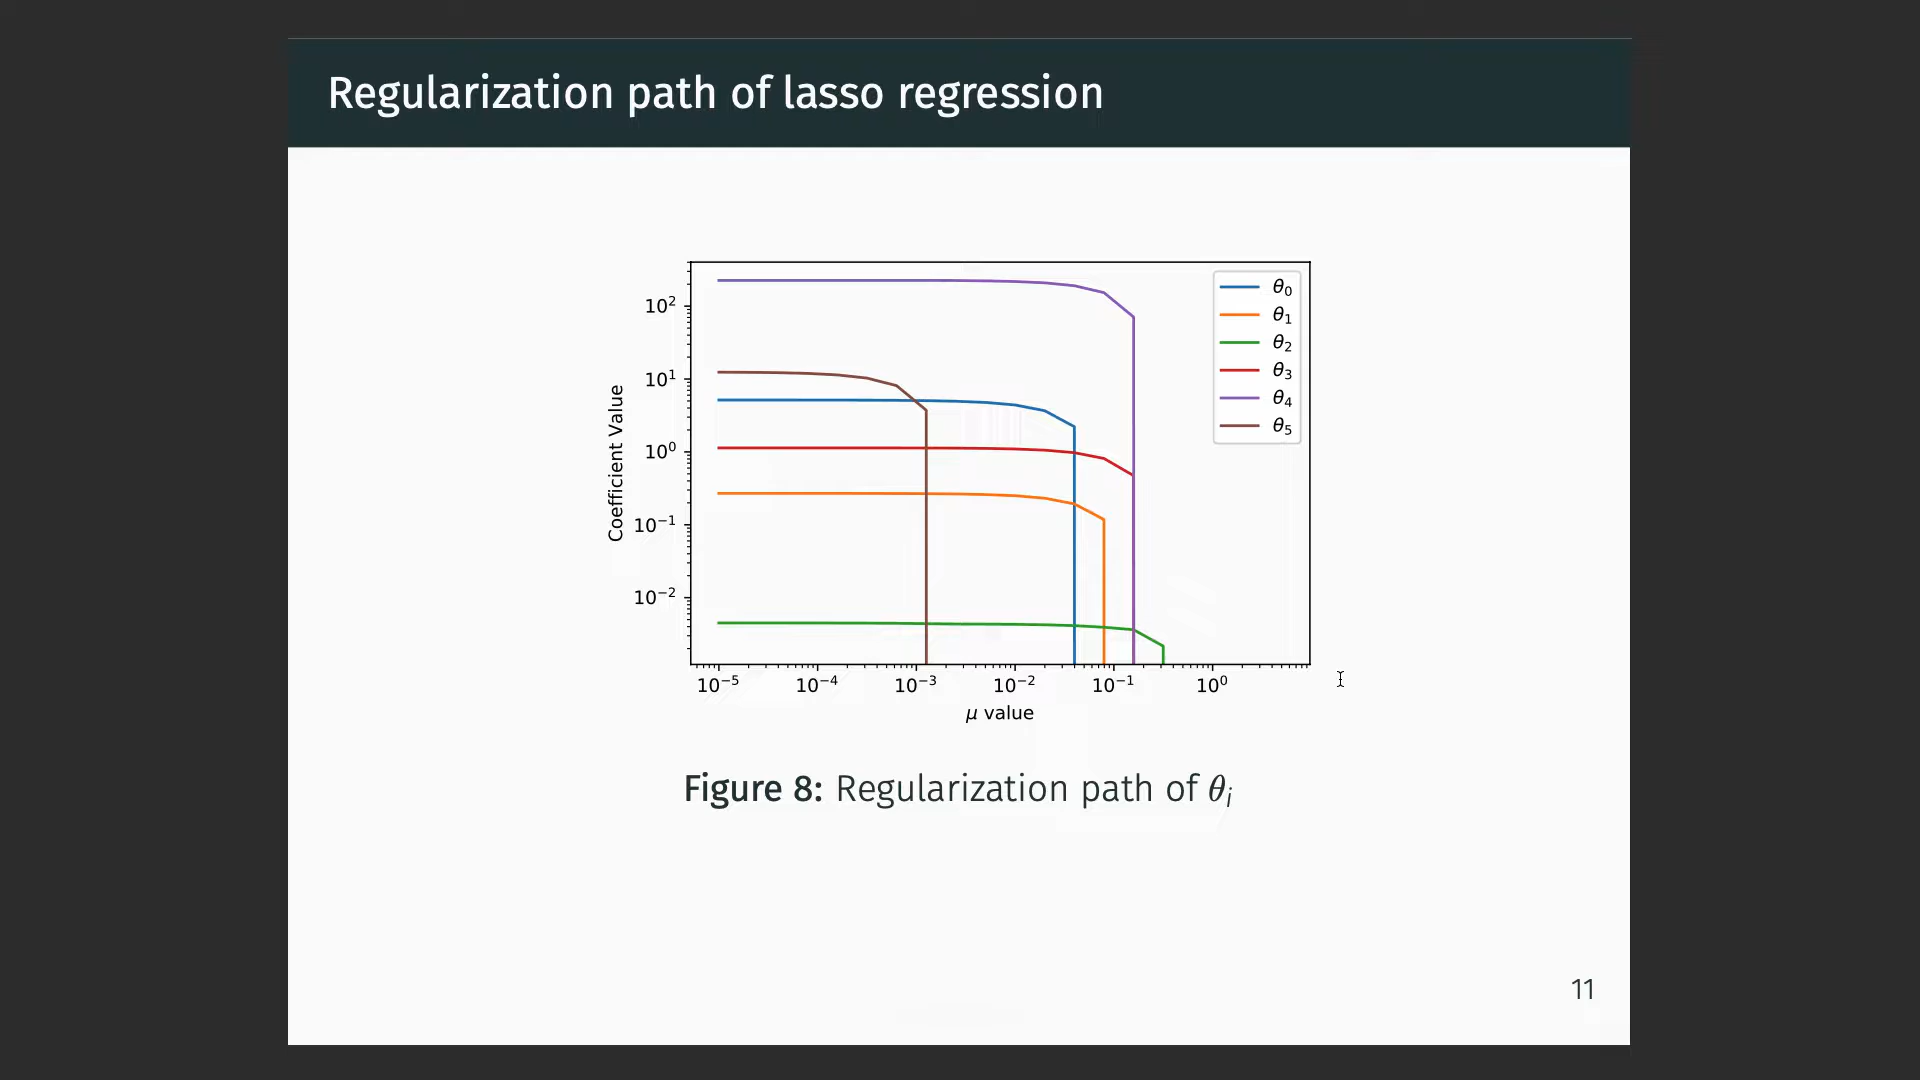 Regularization path of lasso regression
10²
10¹
10⁰
10⁻¹
10⁻²
Coefficient Value
θ₀
θ₁
θ₂
θ₃
θ₄
θ₅
10⁻⁵ 10⁻⁴ 10⁻³ 10⁻² 10⁻¹ 10⁰
μ value
Figure 8: Regularization path of θᵢ
11